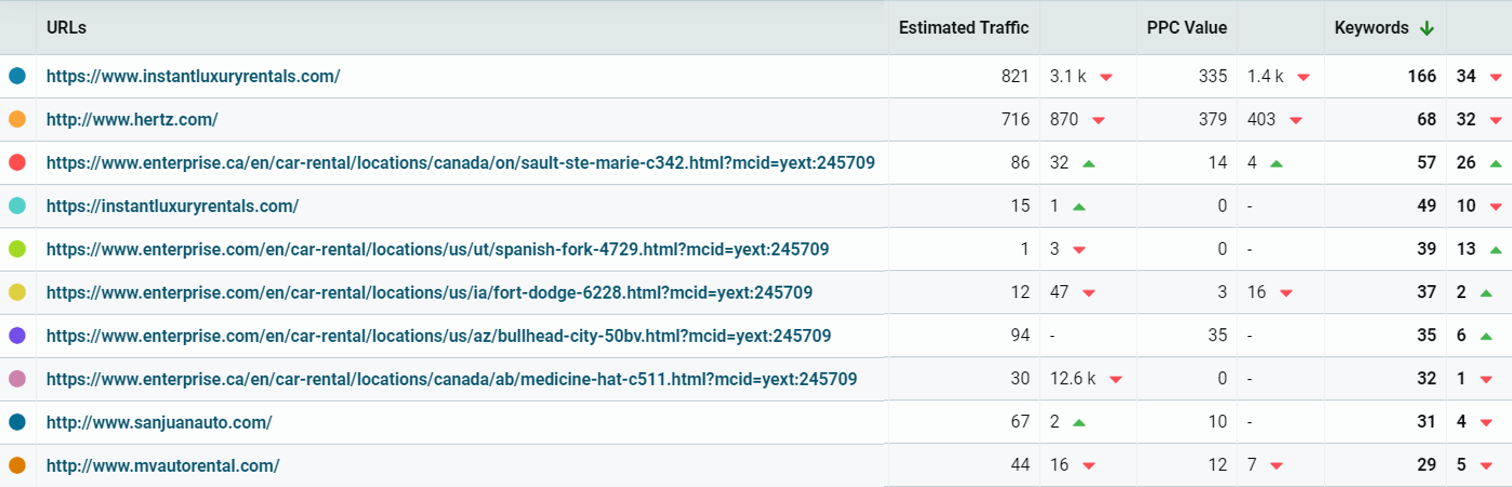 URLs Estimated Traffic PPC Value Keywords
https://www.instantluxuryrentals.com/ 821 3.1 k 335 1.4 k 166 34
http://www.hertz.com/ 716 870 379 403 68 32
https://www.enterprise.ca/en/car-rental/locations/canada/on/sault-ste-marie-c342.html?mcid=yext:245709 86 32 14 4 57 26
https://instantluxuryrentals.com/ 15 1 0 - 49 10
https://www.enterprise.com/en/car-rental/locations/us/ut/spanish-fork-4729.html?mcid=yext:245709 1 3 0 - 39 13
https://www.enterprise.com/en/car-rental/locations/us/ia/fort-dodge-6228.html?mcid=yext:245709 12 47 3 16 37 2
https://www.enterprise.com/en/car-rental/locations/us/az/bullhead-city-50bv.html?mcid=yext:245709 94 - 35 - 35 6
https://www.enterprise.ca/en/car-rental/locations/canada/ab/medicine-hat-c511.html?mcid=yext:245709 30 12.6 k 0 - 32 1
http://www.sanjuanauto.com/ 67 2 10 - 31 4
http://www.mvautorental.com/ 44 16 12 7 29 5